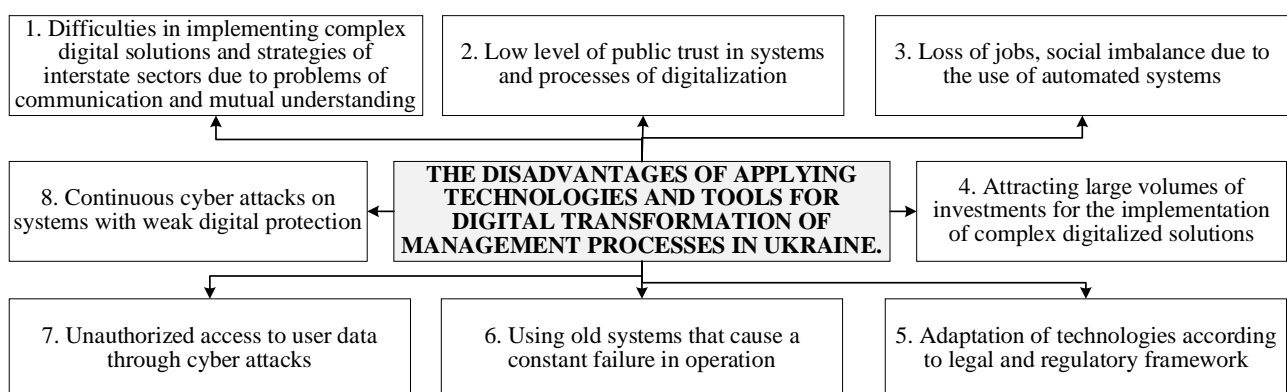 1. Difficulties in implementing complex
digital solutions and strategies of
interstate sectors due to problems of
communication and mutual understanding
2. Low level of public trust in systems
and processes of digitalization
3. Loss of jobs, social imbalance due to
the use of automated systems
8. Continuous cyber attacks on
systems with weak digital protection
THE DISADVANTAGES OF APPLYING
TECHNOLOGIES AND TOOLS FOR
DIGITAL TRANSFORMATION OF
MANAGEMENT PROCESSES IN UKRAINE.
4. Attracting large volumes of
investments for the implementation
of complex digitalized solutions
7. Unauthorized access to user data
through cyber attacks
6. Using old systems that cause a
constant failure in operation
5. Adaptation of technologies according
to legal and regulatory framework